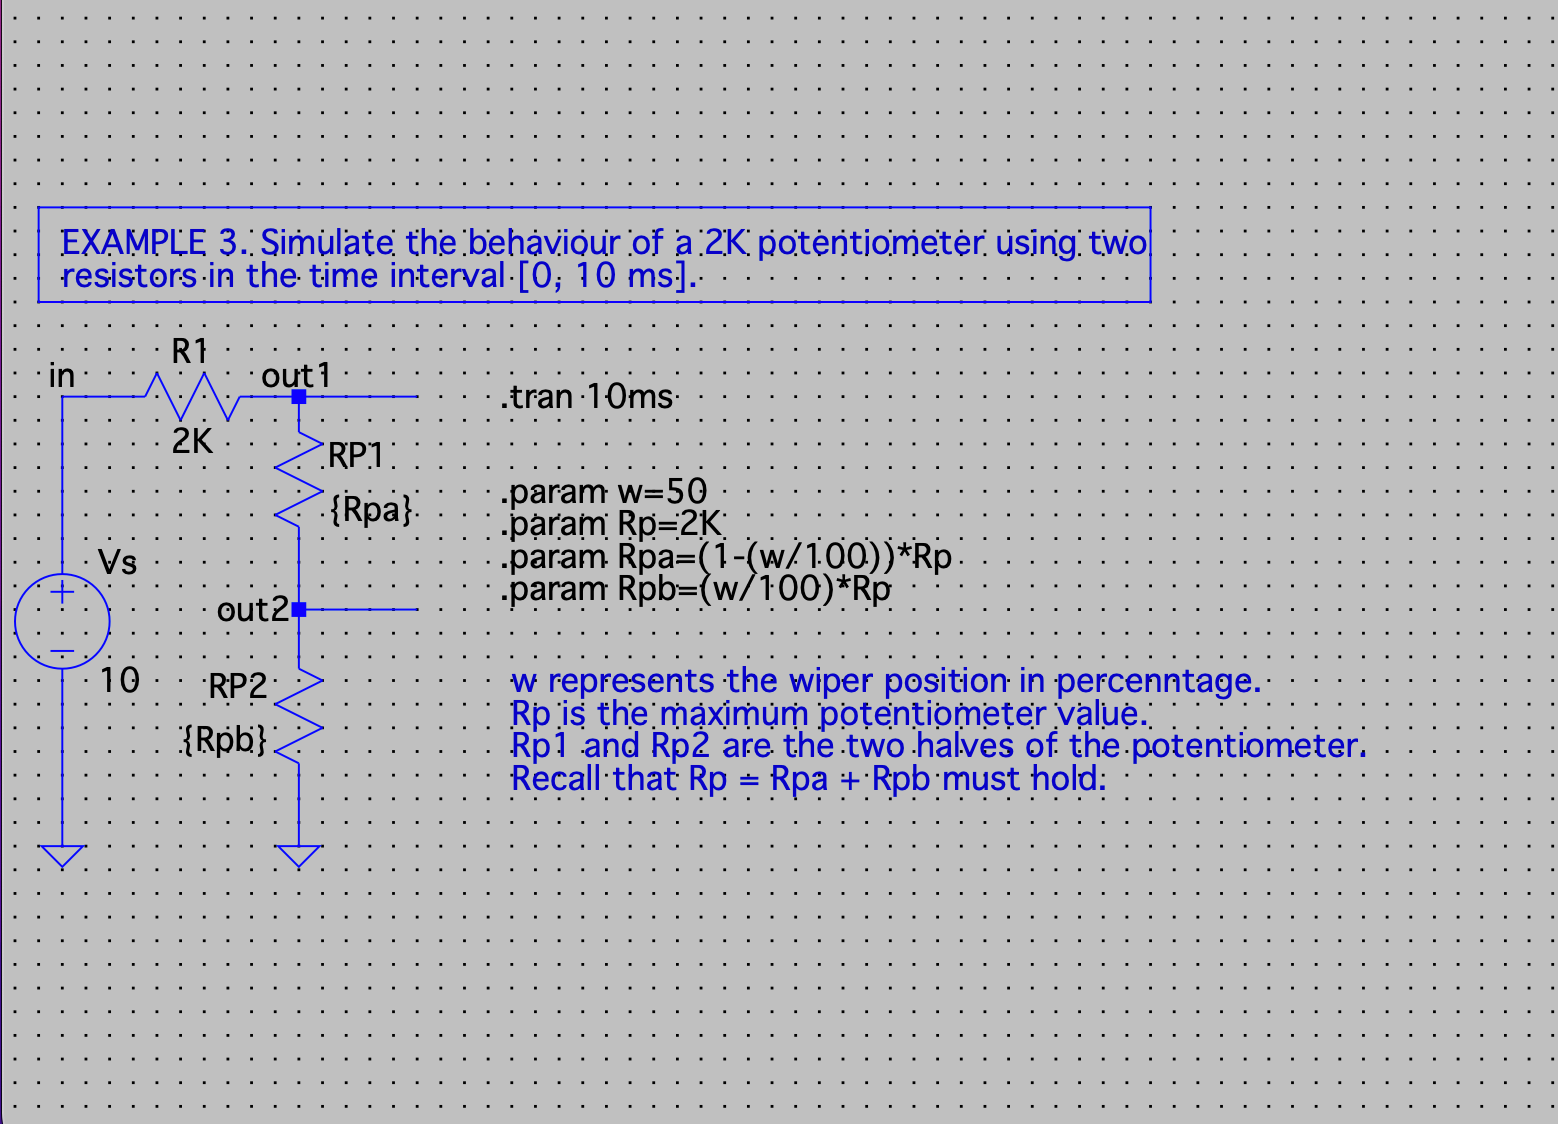 EXAMPLE 3. Simulate the behaviour of a 2K potentiometer using two
resistors in the time interval [0, 10 ms].
R1
in
out1
.tran 10ms
2K
RP1
{Rpa}
.param w=50
.param Rp=2K
.param Rpa=(1-(w/100))*Rp
.param Rpb=(w/100)*Rp
Vs
out2
10
RP2
{Rpb}
w represents the wiper position in percenntage.
Rp is the maximum potentiometer value.
Rp1 and Rp2 are the two halves of the potentiometer.
Recall that Rp = Rpa + Rpb must hold.